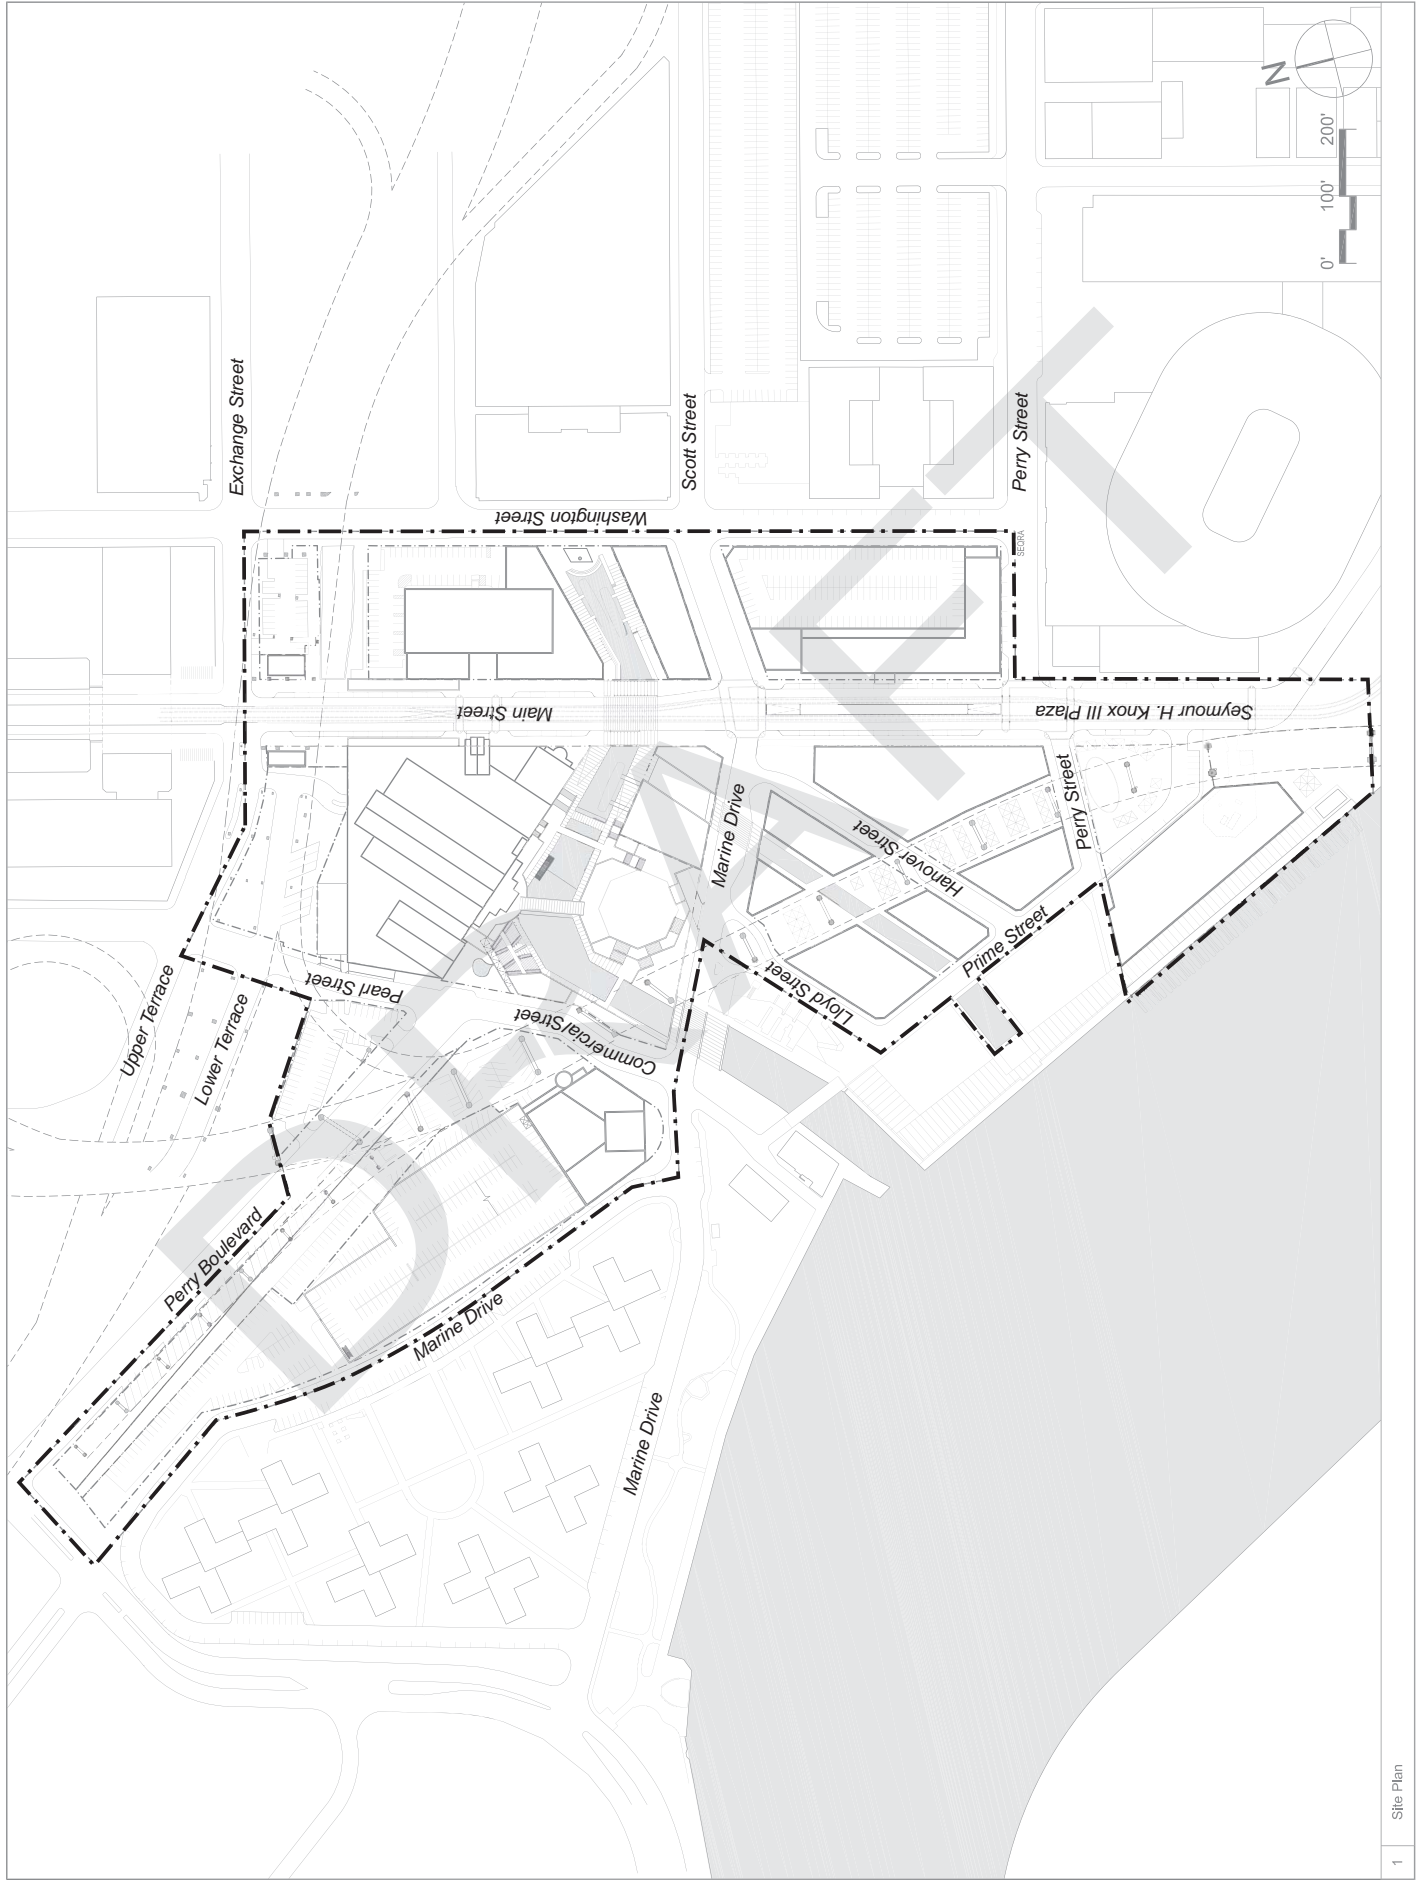 N
0' 100' 200'
Exchange Street
Scott Street
Perry Street
Washington Street
SEQRA
Main Street
Seymour H. Knox III Plaza
Marine Drive
Hanover Street
Perry Street
Prime Street
Lloyd Street
Pearl Street
Commercial Street
Upper Terrace
Lower Terrace
Perry Boulevard
Marine Drive
Marine Drive
DRAFT
1
Site Plan